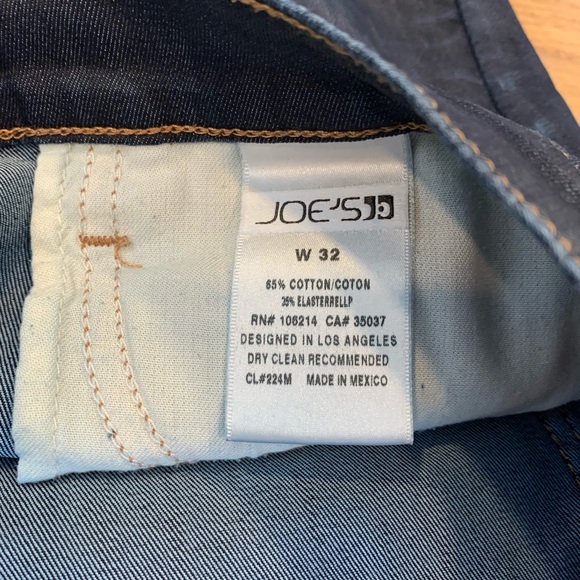 JOE'S
W 32
65% COTTON/COTON
35% ELASTERRELLP
RN# 106214 CA# 35037
DESIGNED IN LOS ANGELES
DRY CLEAN RECOMMENDED
CL#224M MADE IN MEXICO